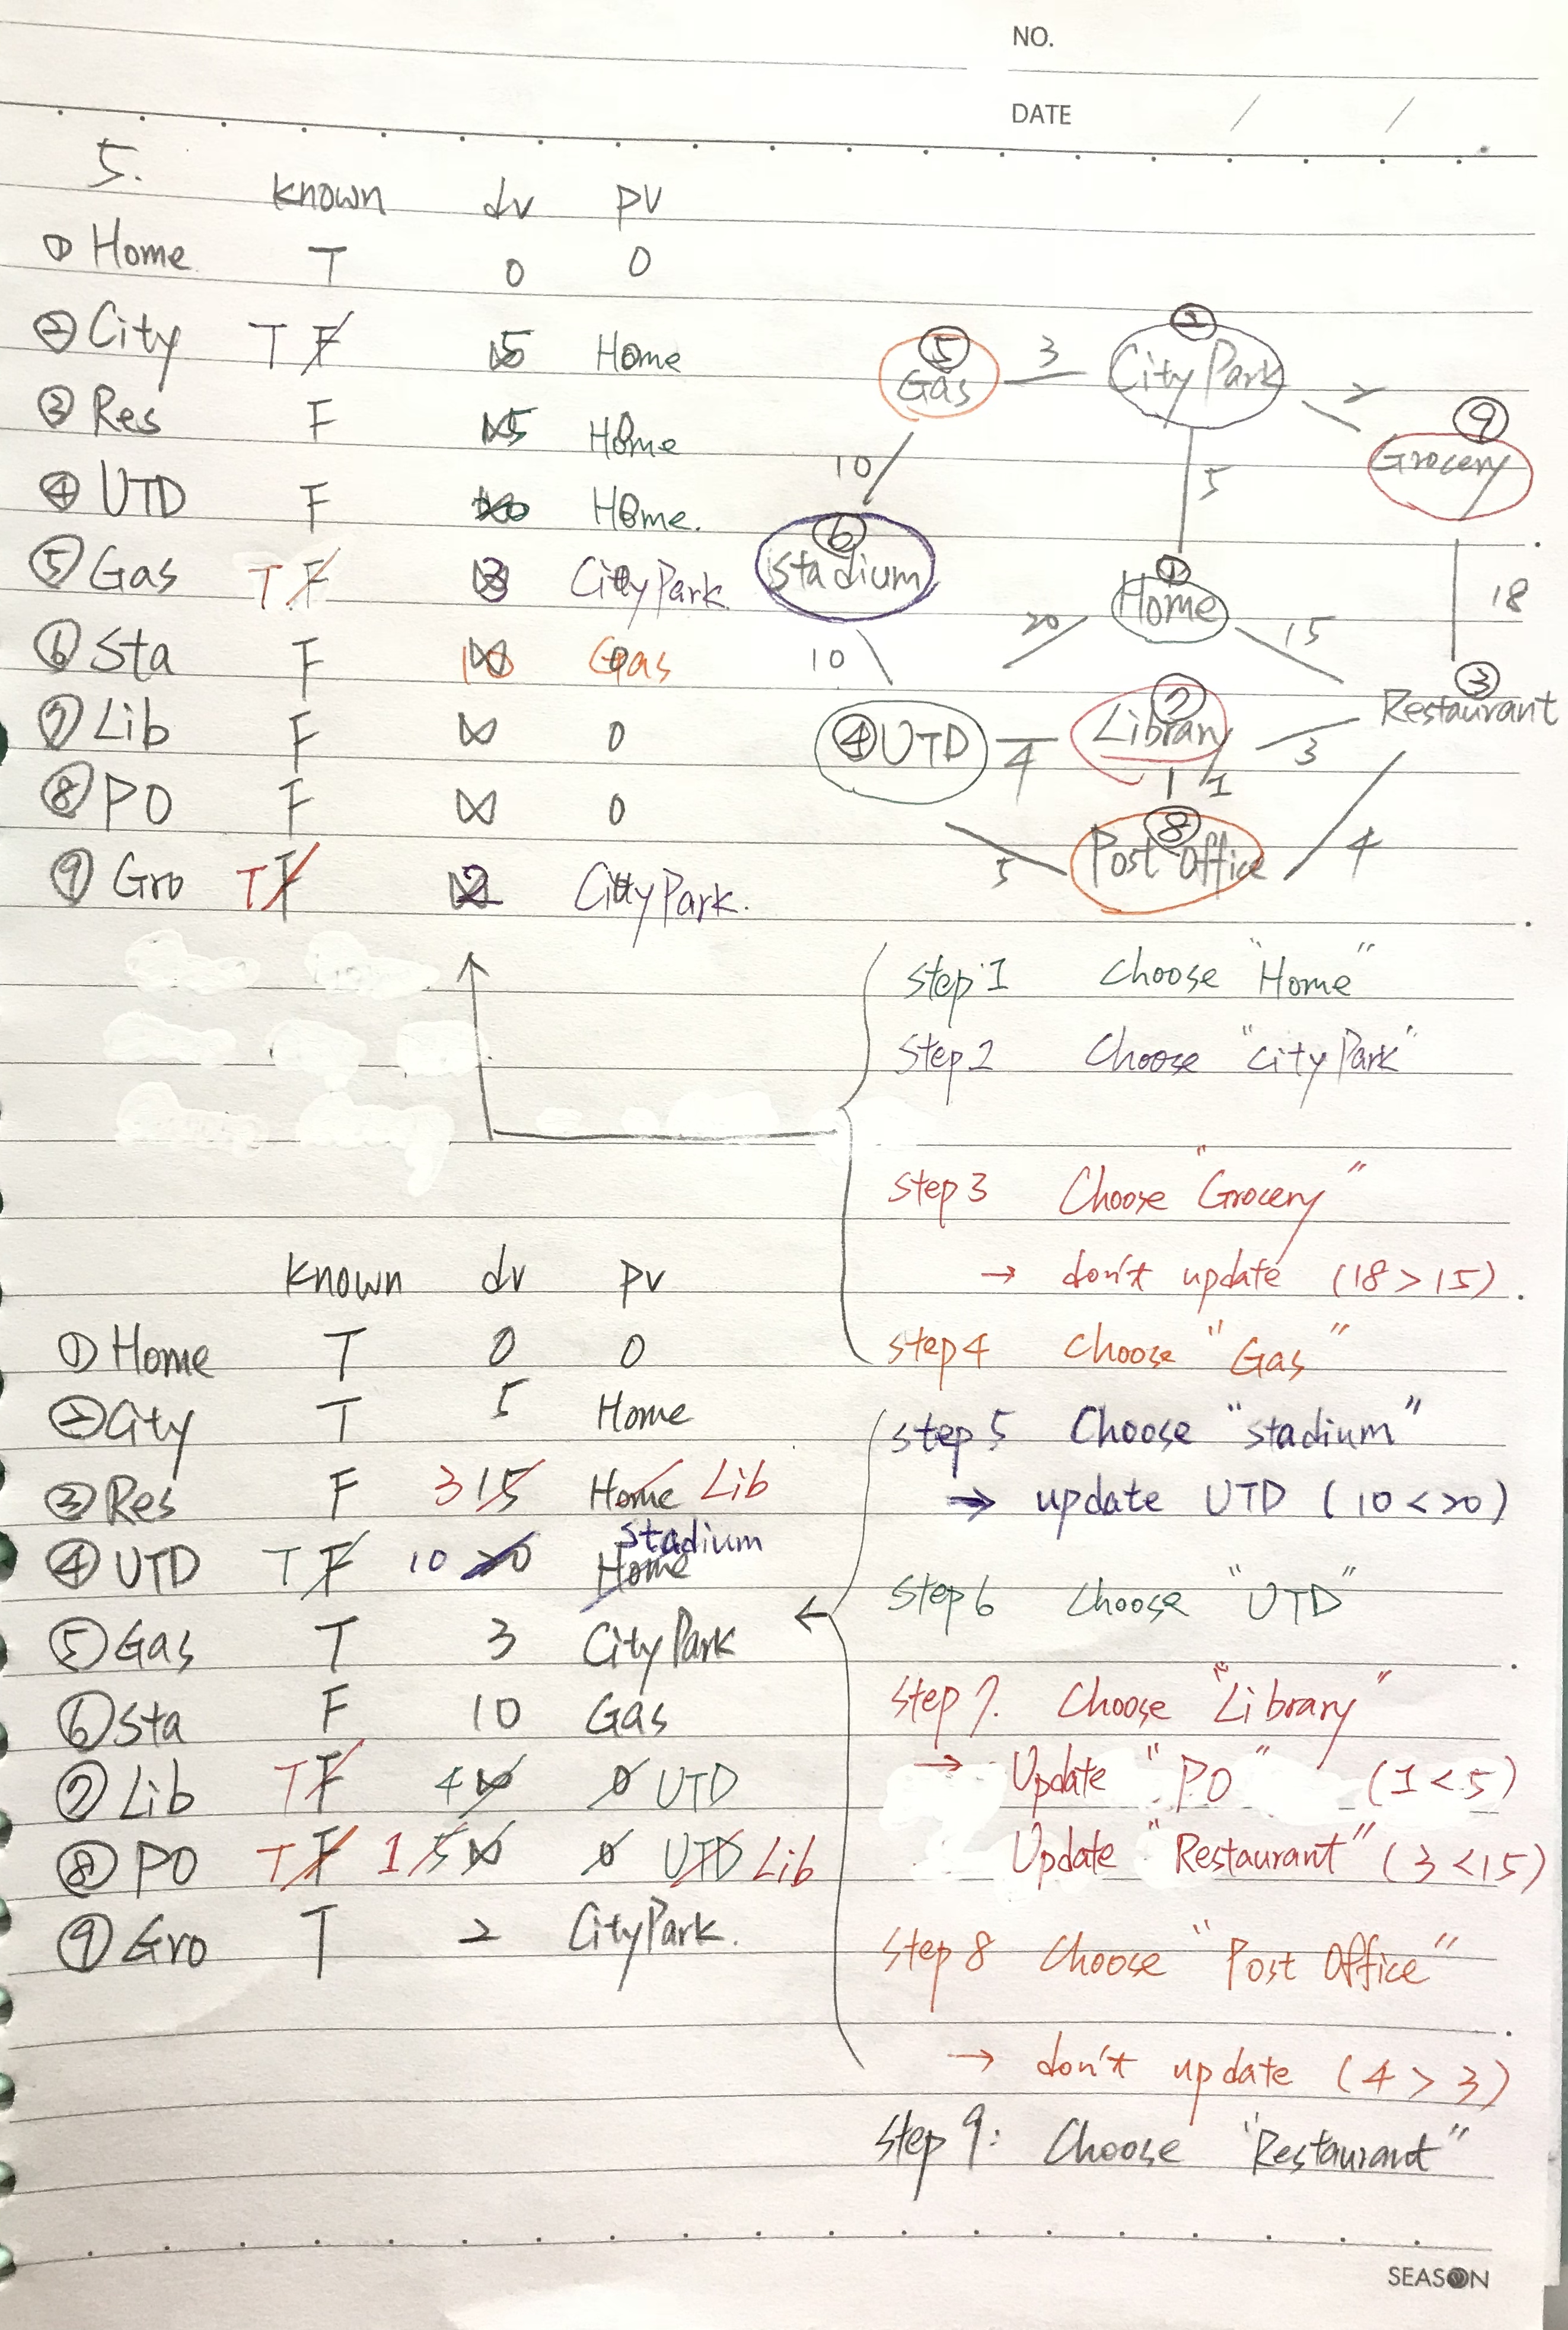 NO.
DATE / /
5.
known dv pv
① Home T 0 0
② City T F 5 Home
③ Res F 15 Home
④ UTD F 20 Home.
⑤ Gas T F 3 City Park
⑥ Sta F 10 Gas
⑦ Lib F ∞ 0
⑧ PO F ∞ 0
⑨ Gro T F 2 City Park.
⑤ Gas 3 ② City Park 2
⑨ Grocery
10 5
⑥ Stadium ① Home 18
20 15
10 ③ Restaurant
④ UTD 4 ⑦ Library 3
1 1
5 ⑧ Post Office 4
Step 1 Choose "Home"
Step 2 Choose "City Park"
Step 3 Choose "Grocery"
→ don't update (18 > 15).
Step 4 Choose "Gas"
Step 5 Choose "Stadium"
→ update UTD (10 < 20)
Step 6 Choose "UTD"
Step 7. Choose "Library"
→ Update "PO" (1 < 5)
Update "Restaurant" (3 < 15)
Step 8 Choose "Post Office"
→ don't update (4 > 3)
Step 9: Choose "Restaurant"
known dv pv
① Home T 0 0
② City T 5 Home
③ Res F 3 15 Home Lib
④ UTD T F 10 20 Home Stadium
⑤ Gas T 3 City Park
⑥ Sta F 10 Gas
⑦ Lib T F 4 ∞ 0 UTD
⑧ PO T F 1 5 ∞ 0 UTD Lib
⑨ Gro T 2 City Park.
SEASON